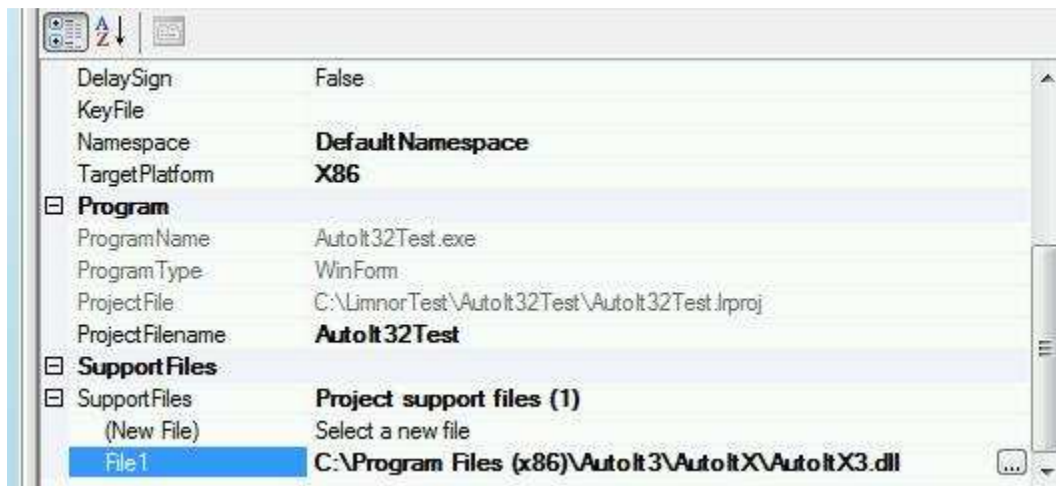 DelaySign False
KeyFile
Namespace DefaultNamespace
TargetPlatform X86
Program
ProgramName AutoIt32Test.exe
ProgramType WinForm
ProjectFile C:\LimnorTest\AutoIt32Test\AutoIt32Test.lrproj
ProjectFilename AutoIt32Test
SupportFiles
SupportFiles Project support files (1)
(New File) Select a new file
File1 C:\Program Files (x86)\AutoIt3\AutoItX\AutoItX3.dll ...